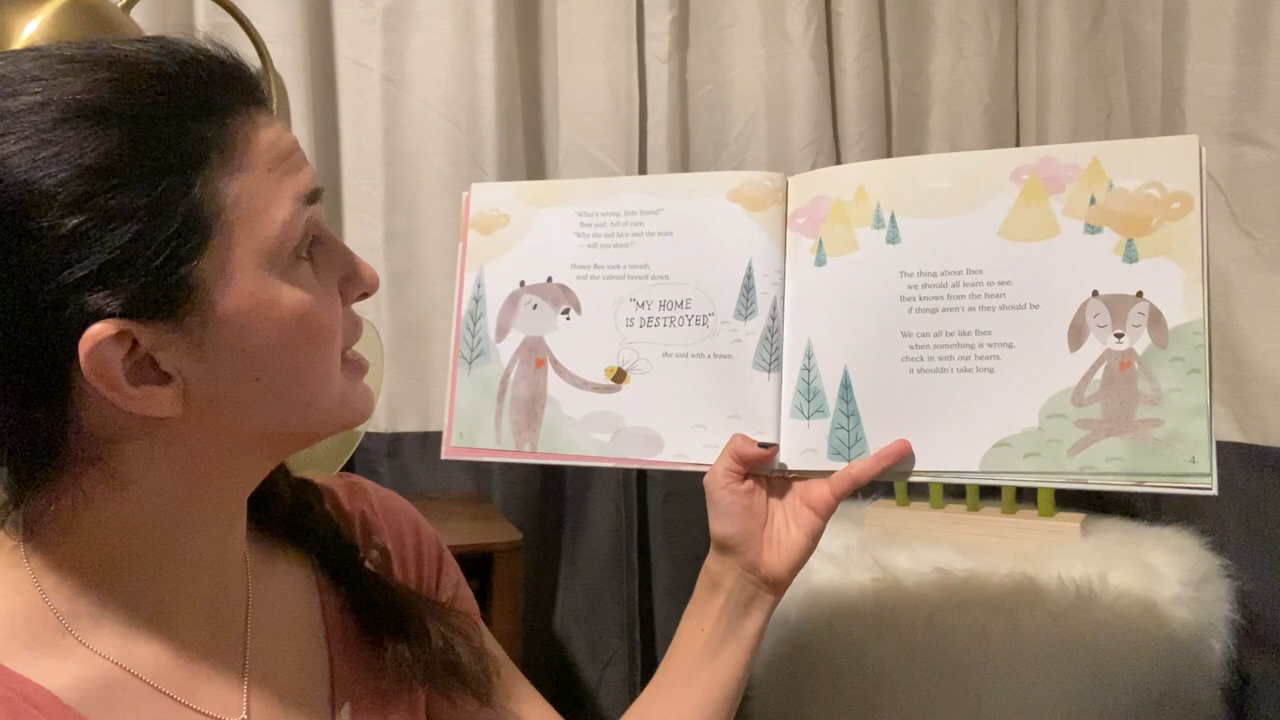 "What's wrong, little friend?"
Ibex said, full of care,
"Why the sad face and the tears
— will you share?"
Honey Bee took a breath,
and she calmed herself down,
"MY HOME
IS DESTROYED,"
she said with a frown.
3.
The thing about Ibex
we should all learn to see:
Ibex knows from the heart
if things aren't as they should be.
We can all be like Ibex
when something is wrong,
check in with our hearts,
it shouldn't take long.
4.